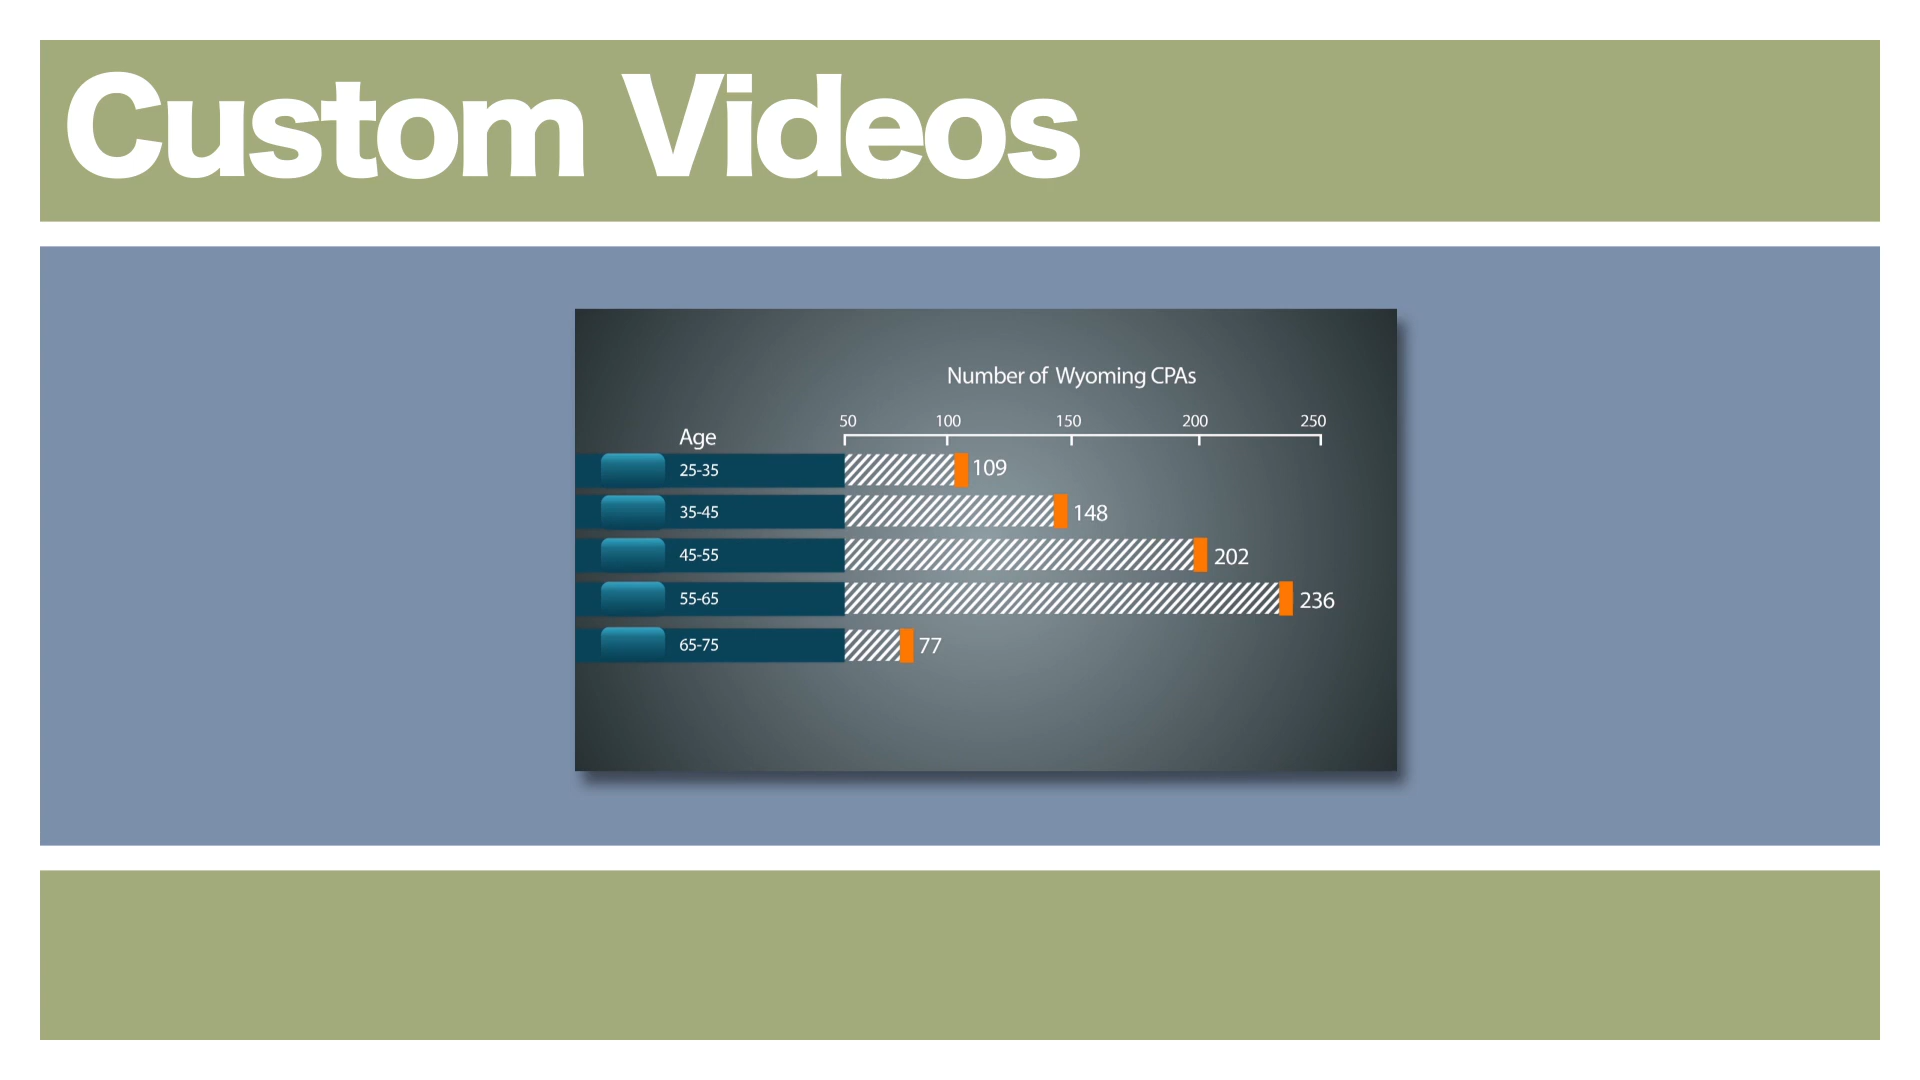 Custom Videos
Number of Wyoming CPAs
50 100 150 200 250
Age
25-35 109
35-45 148
45-55 202
55-65 236
65-75 77